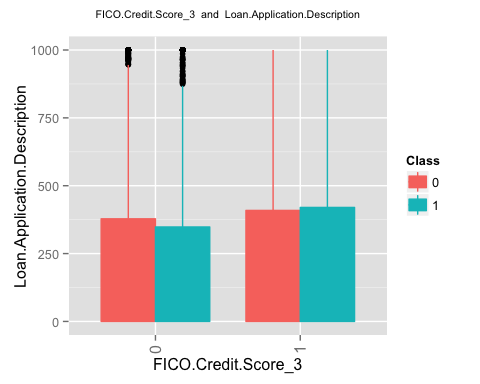 FICO.Credit.Score_3 and Loan.Application.Description
1000
750
500
250
0
Loan.Application.Description
0
1
FICO.Credit.Score_3
Class
0
1